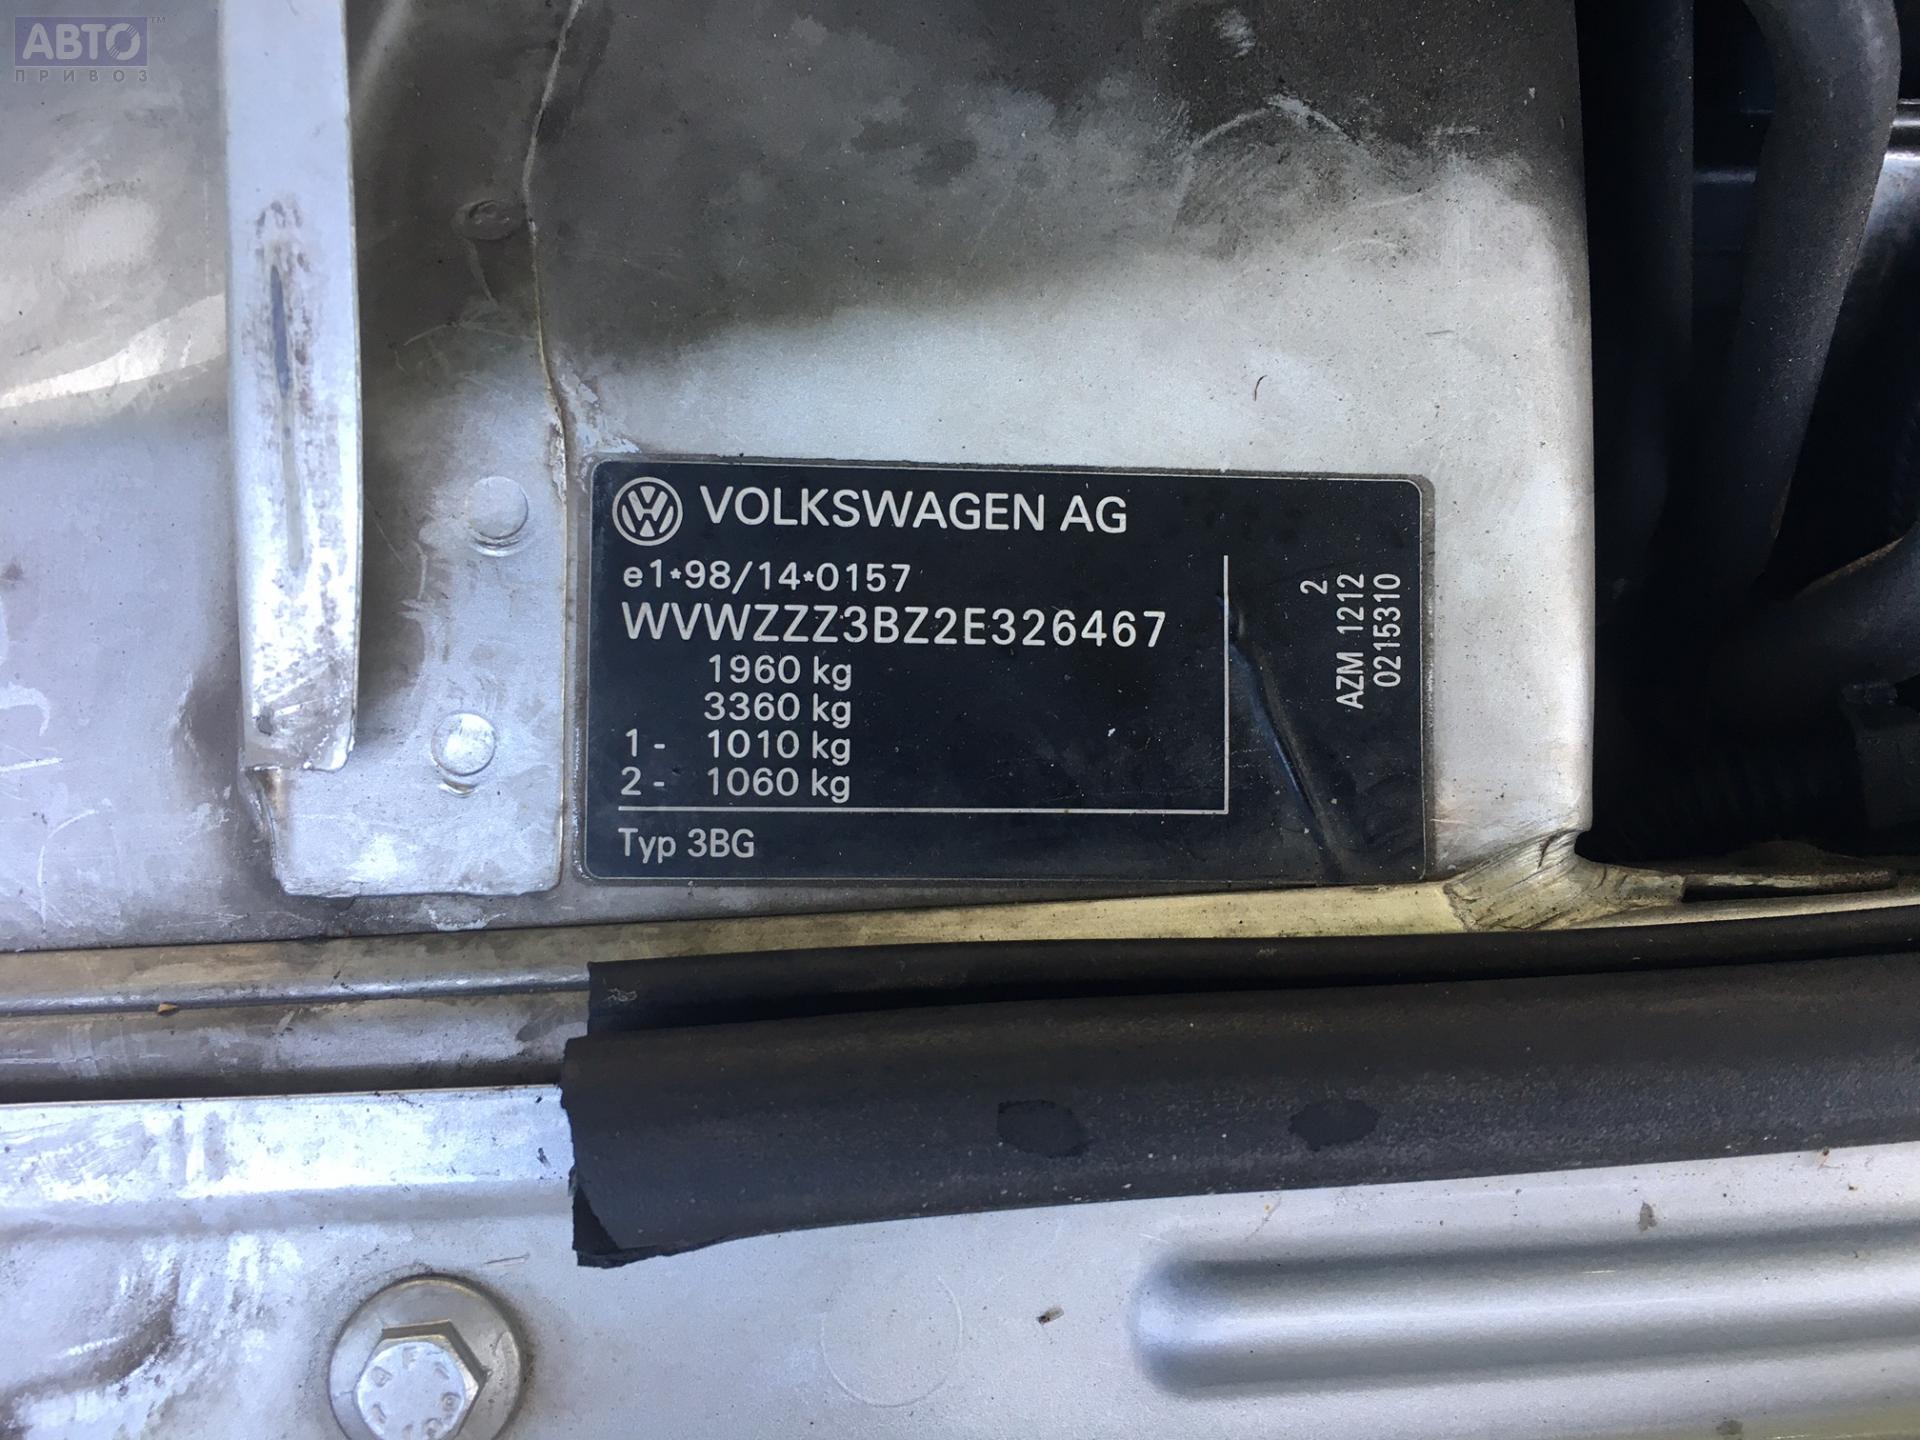 АВТО™
ПРИВОЗ
VOLKSWAGEN AG
e1*98/14*0157
WVWZZZ3BZ2E326467
1960 kg
3360 kg
1- 1010 kg
2- 1060 kg
Typ 3BG
2
AZM 1212
0215310